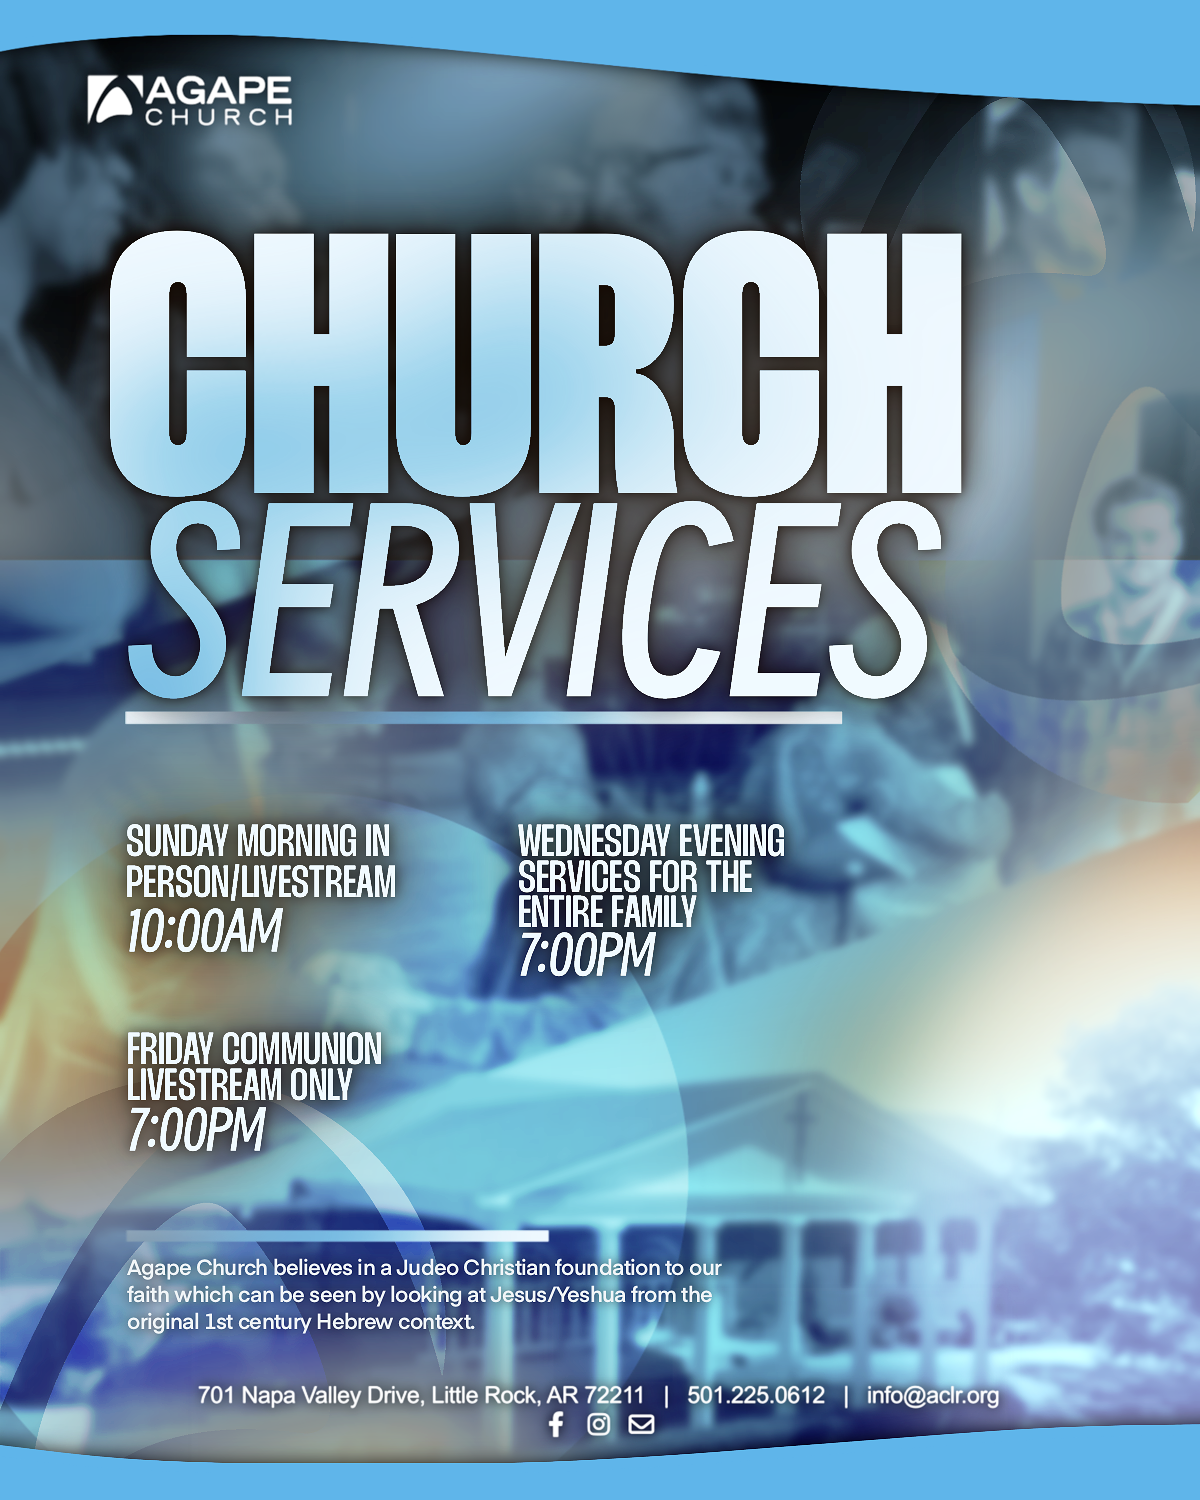 AGAPE
CHURCH
CHURCH
SERVICES
SUNDAY MORNING IN
PERSON/LIVESTREAM
10:00AM
WEDNESDAY EVENING
SERVICES FOR THE
ENTIRE FAMILY
7:00PM
FRIDAY COMMUNION
LIVESTREAM ONLY
7:00PM
Agape Church believes in a Judeo Christian foundation to our
faith which can be seen by looking at Jesus/Yeshua from the
original 1st century Hebrew context.
701 Napa Valley Drive, Little Rock, AR 72211 | 501.225.0612 | info@aclr.org